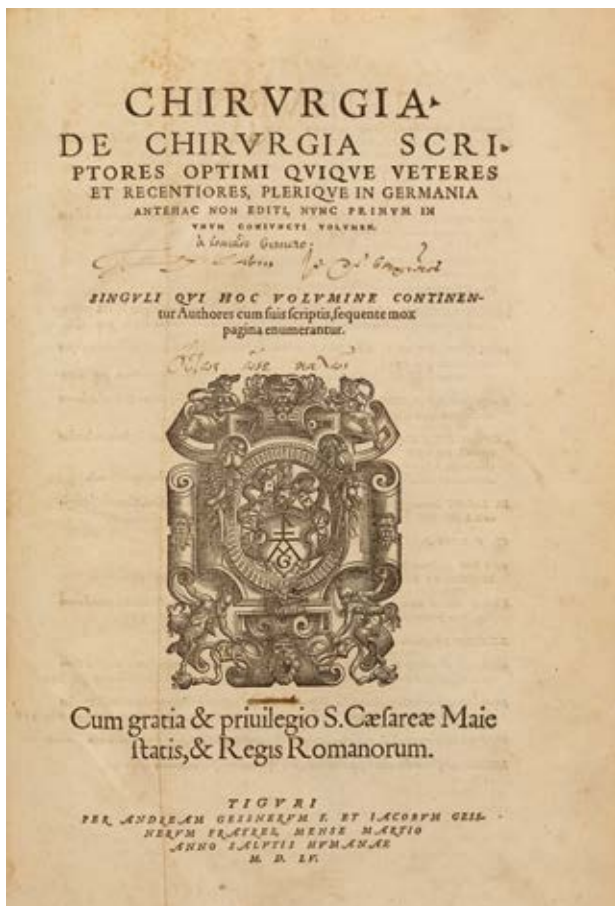 CHIRVRGIA
DE CHIRVRGIA SCRI-
PTORES OPTIMI QVIQVE VETERES
ET RECENTIORES, PLERIQVE IN GERMANIA
ANTEHAC NON EDITI, NVNC PRIMVM IN
VNVM CONIVNCTI VOLVMEN.
SINGVLI QVI HOC VOLVMINE CONTINEN-
tur Authores cum suis scriptis, sequente mox
pagina enumerantur.
G
Cum gratia & priuilegio S. Cæsareæ Maie
statis, & Regis Romanorum.
TIGVRI
PER ANDREAM GESSNERVM F. ET IACOBVM GESS-
NERVM FRATRES, MENSE MARTIO
ANNO SALVTIS HVMANAE
M. D. LV.